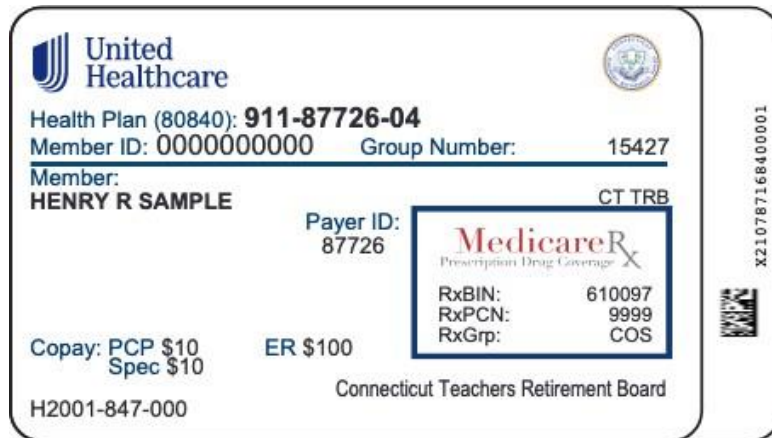 United
Healthcare
Health Plan (80840): 911-87726-04
Member ID: 0000000000 Group Number: 15427
Member:
HENRY R SAMPLE CT TRB
Payer ID:
87726
MedicareRx
Prescription Drug Coverage
RxBIN: 610097
RxPCN: 9999
RxGrp: COS
Copay: PCP $10 ER $100
Spec $10
Connecticut Teachers Retirement Board
H2001-847-000
X210787168400001